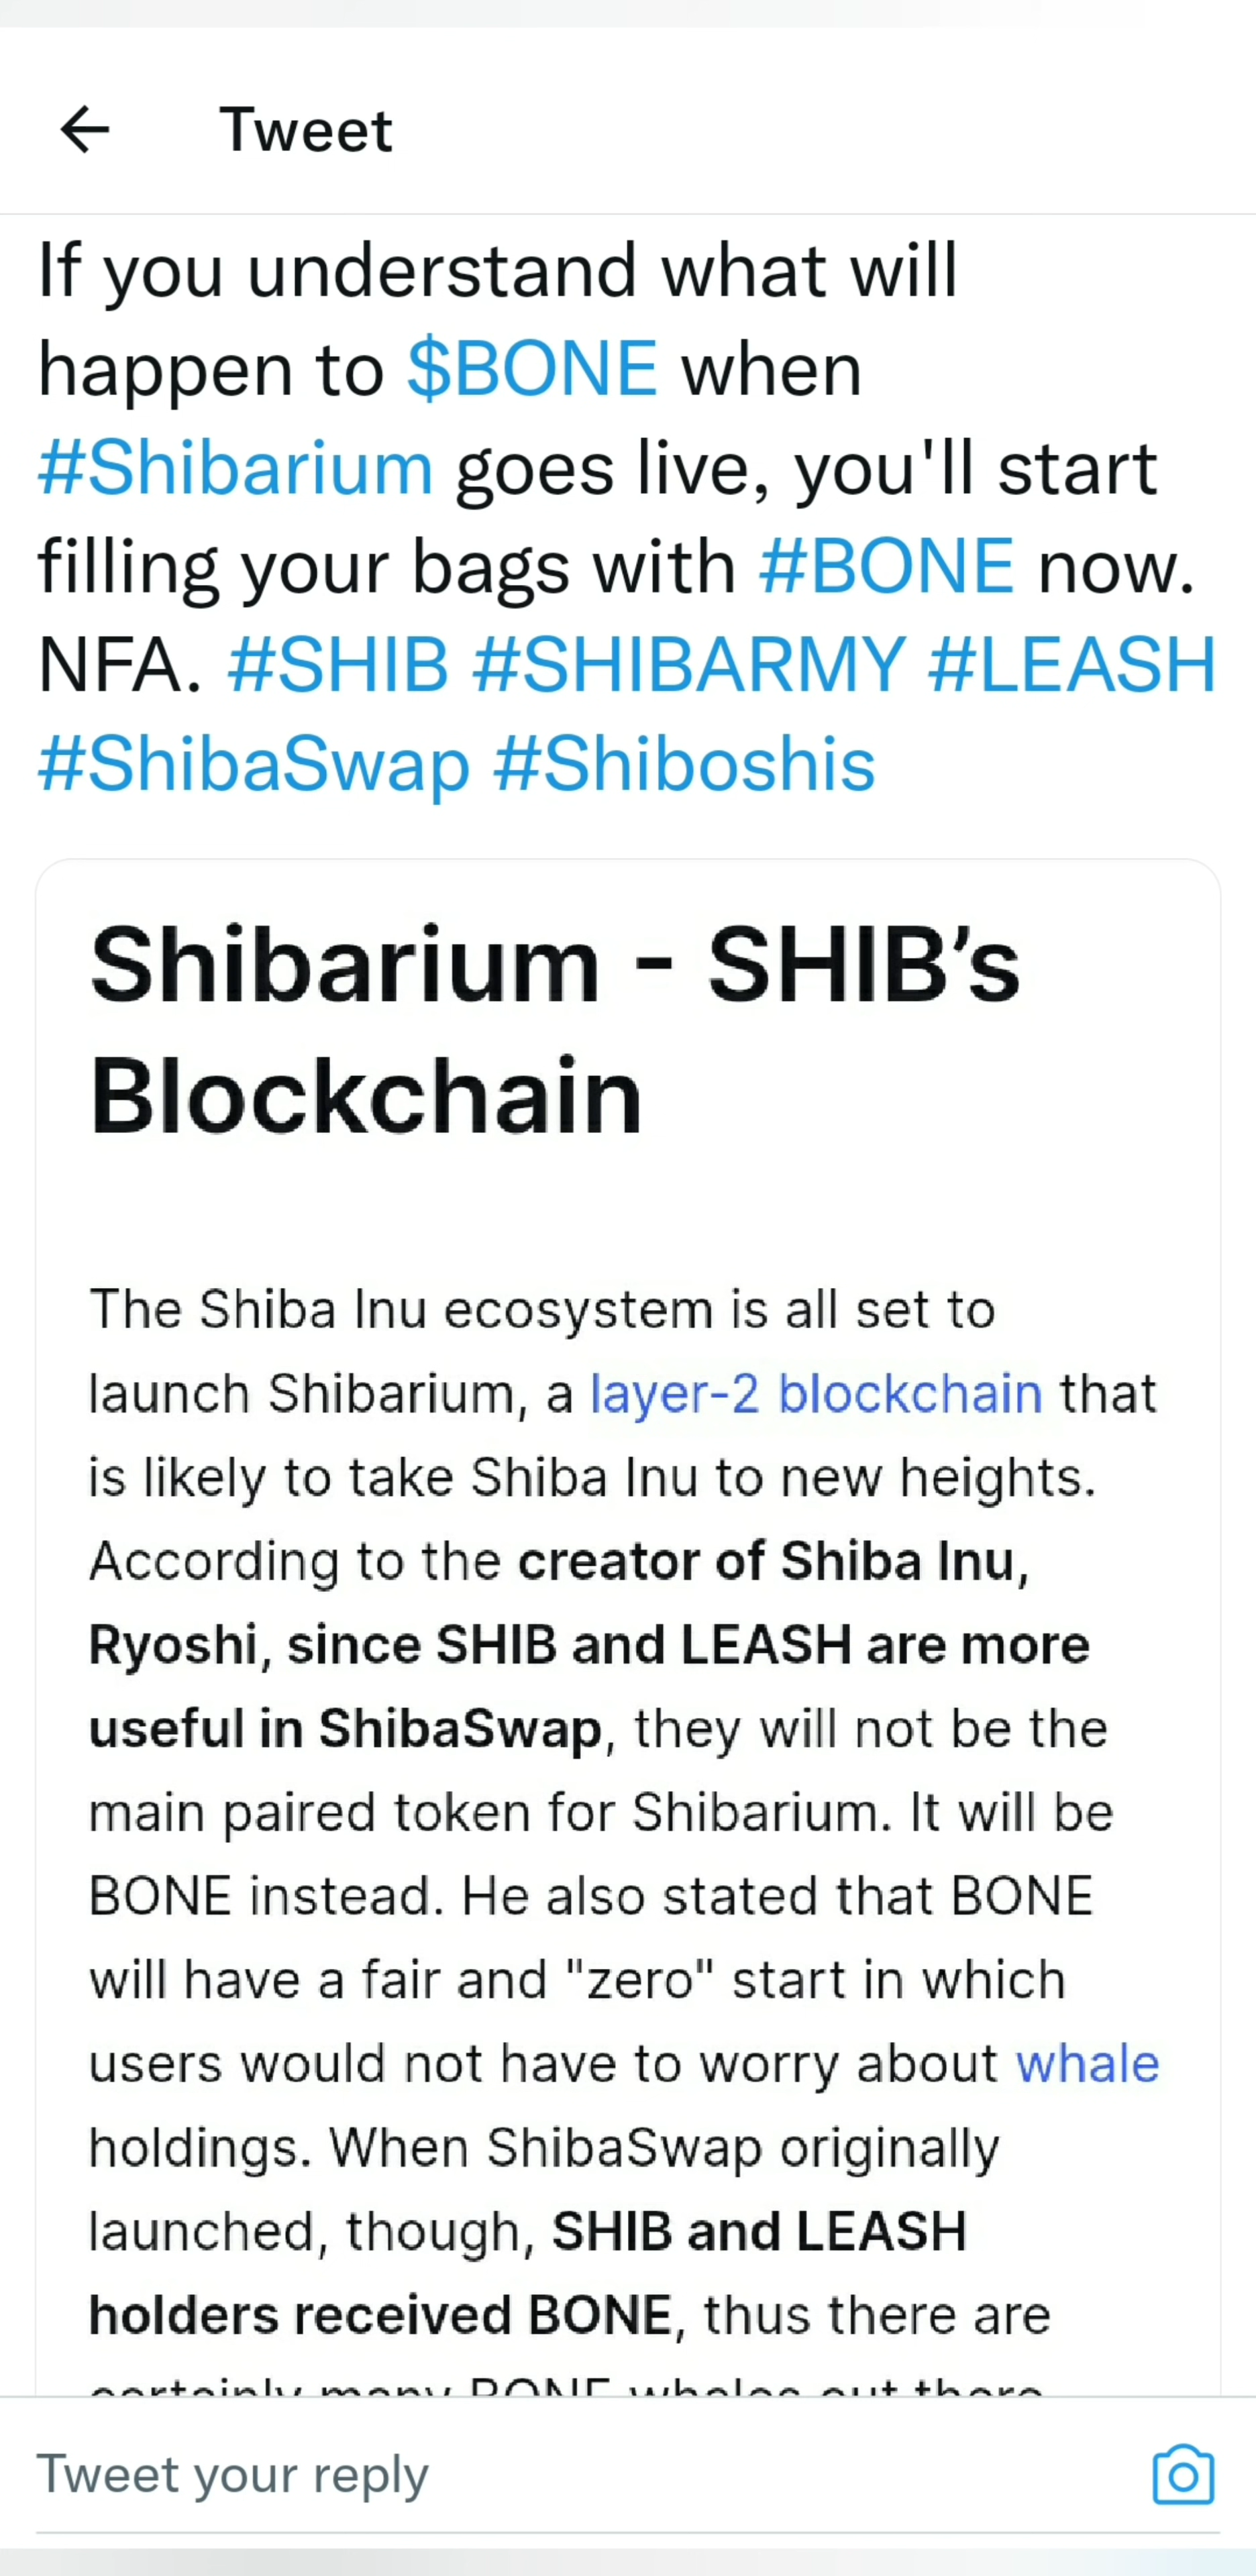 Tweet
If you understand what will
happen to $BONE when
#Shibarium goes live, you'll start
filling your bags with #BONE now.
NFA. #SHIB #SHIBARMY #LEASH
#ShibaSwap #Shiboshis
Shibarium - SHIB’s
Blockchain
The Shiba Inu ecosystem is all set to
launch Shibarium, a layer-2 blockchain that
is likely to take Shiba Inu to new heights.
According to the creator of Shiba Inu,
Ryoshi, since SHIB and LEASH are more
useful in ShibaSwap, they will not be the
main paired token for Shibarium. It will be
BONE instead. He also stated that BONE
will have a fair and "zero" start in which
users would not have to worry about whale
holdings. When ShibaSwap originally
launched, though, SHIB and LEASH
holders received BONE, thus there are
certainly many BONE whales out there
Tweet your reply